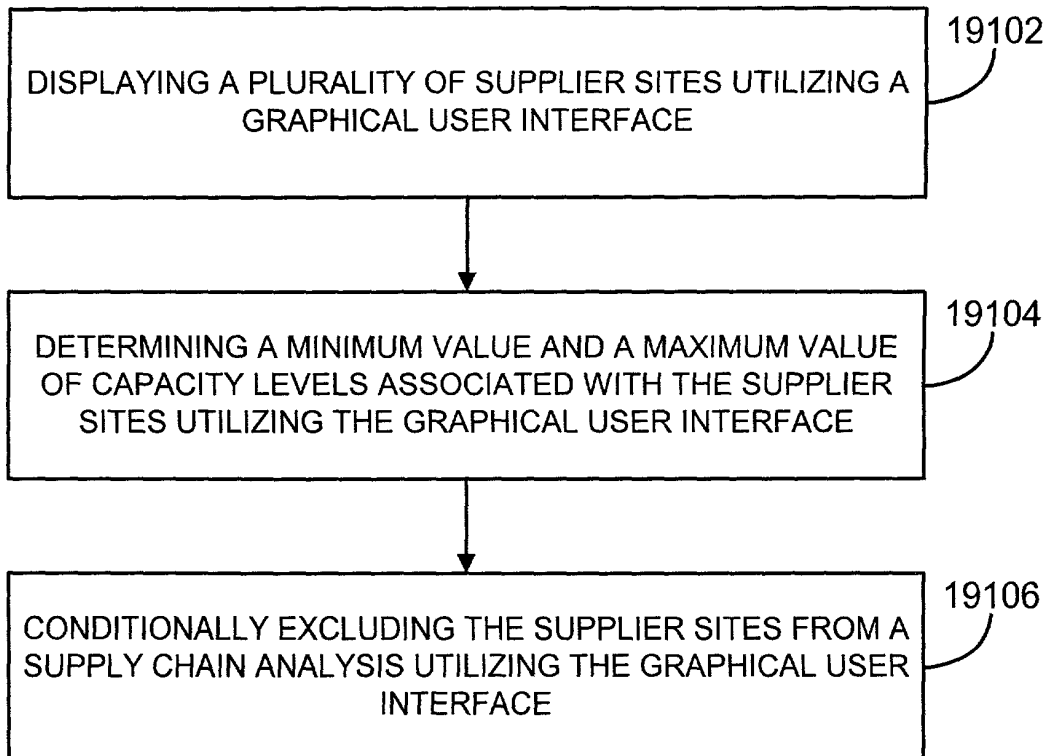 19102
DISPLAYING A PLURALITY OF SUPPLIER SITES UTILIZING A
GRAPHICAL USER INTERFACE
19104
DETERMINING A MINIMUM VALUE AND A MAXIMUM VALUE
OF CAPACITY LEVELS ASSOCIATED WITH THE SUPPLIER
SITES UTILIZING THE GRAPHICAL USER INTERFACE
19106
CONDITIONALLY EXCLUDING THE SUPPLIER SITES FROM A
SUPPLY CHAIN ANALYSIS UTILIZING THE GRAPHICAL USER
INTERFACE